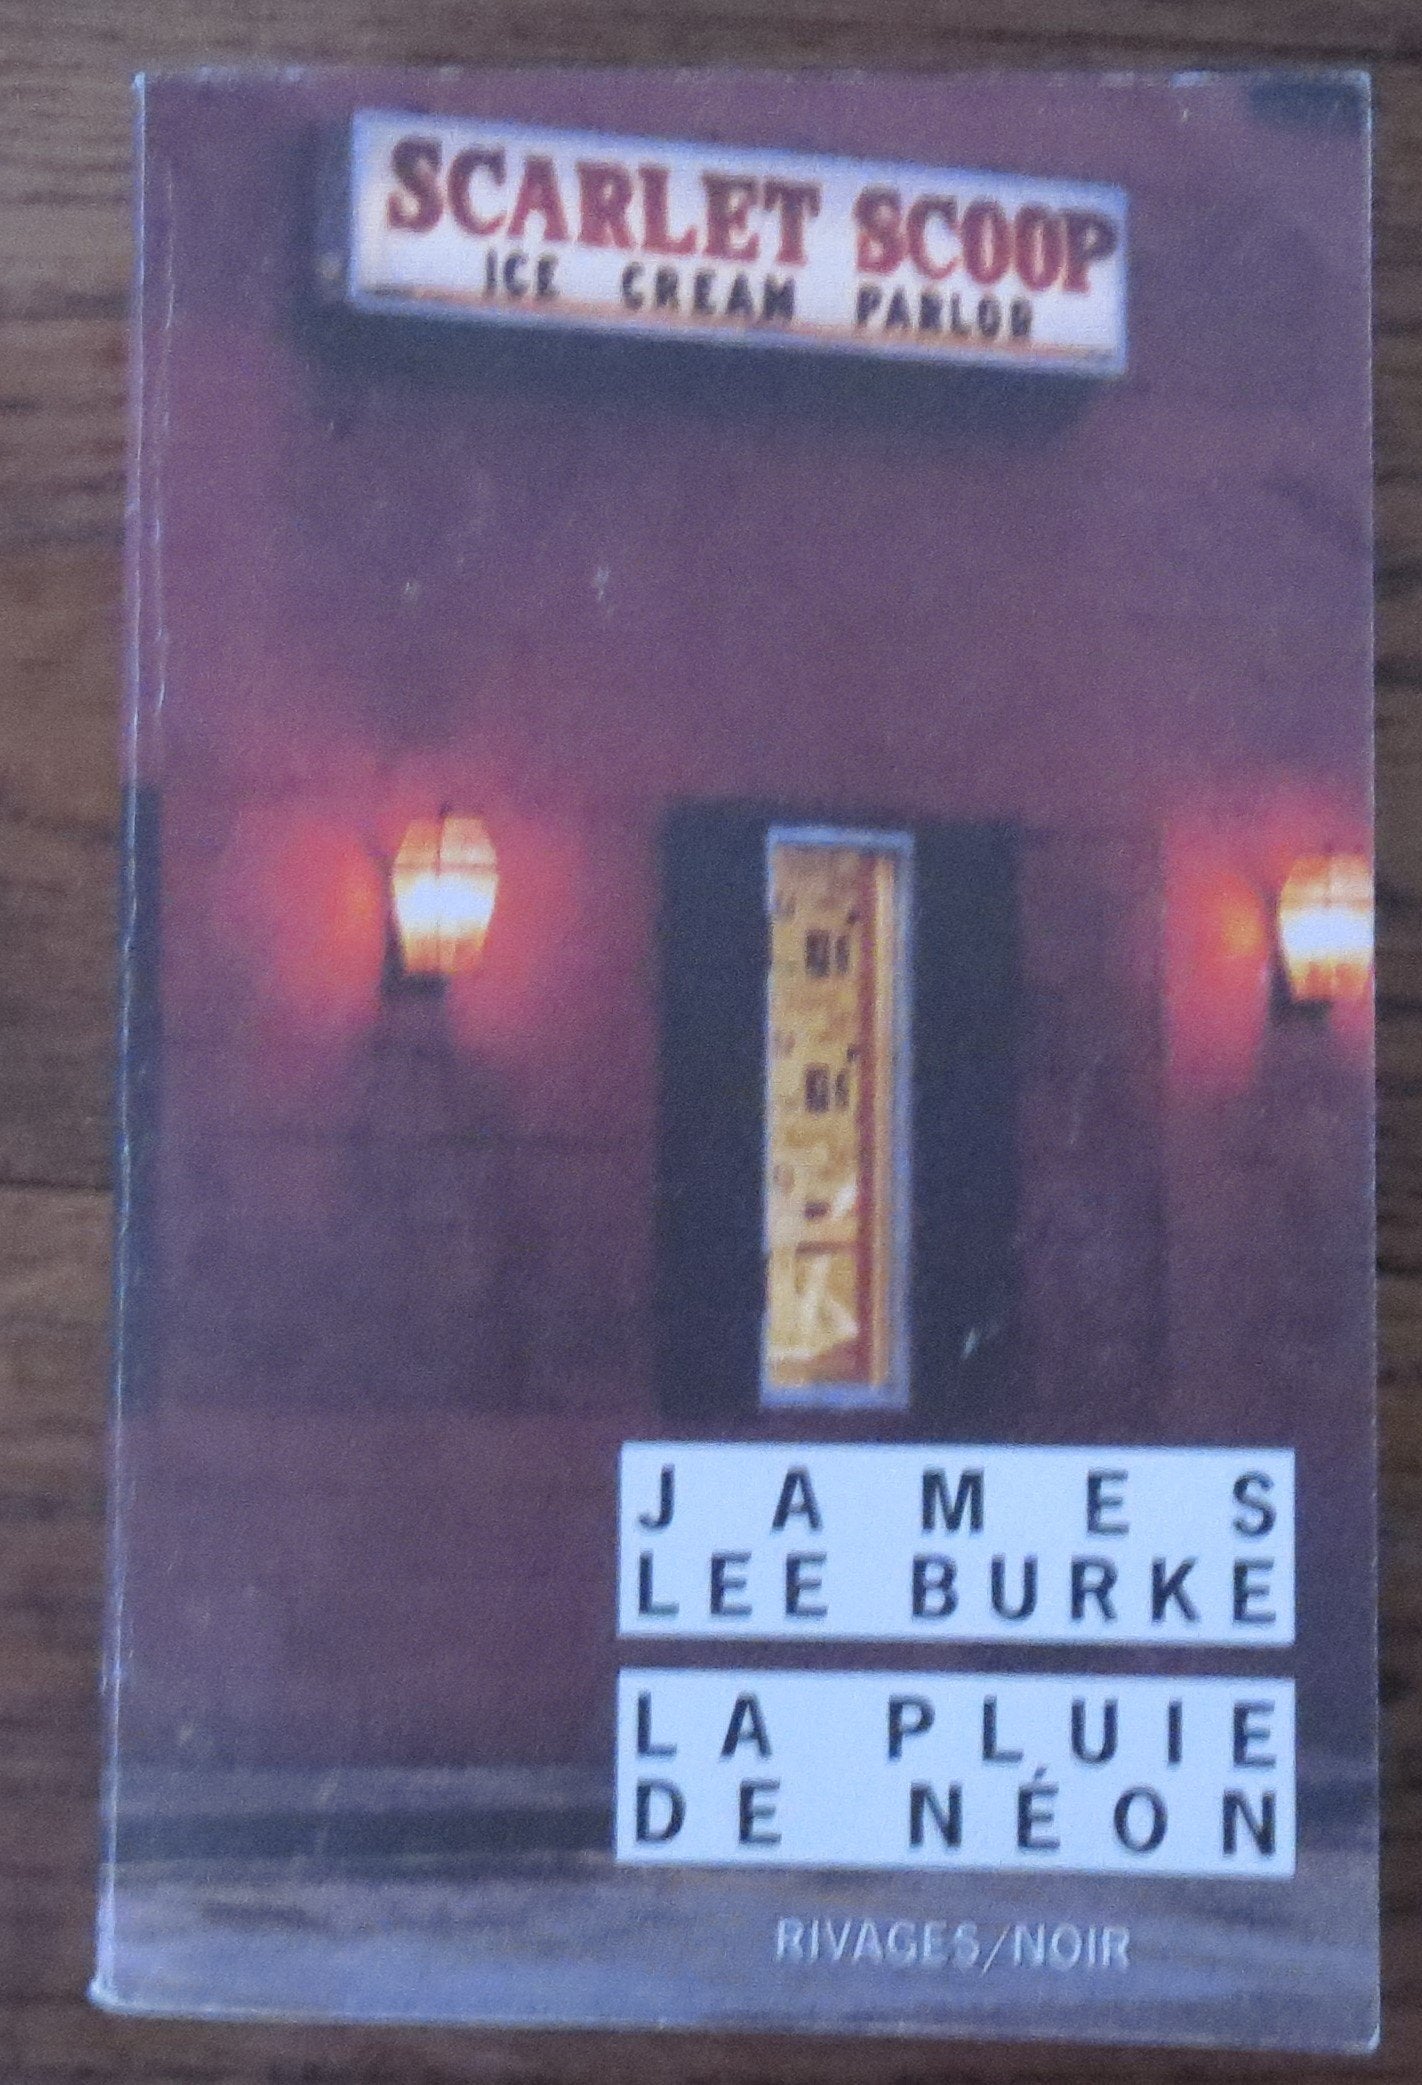 SCARLET SCOOP
ICE CREAM PARLOR
JAMES
LEE BURKE
LA PLUIE
DE NÉON
RIVAGES/NOIR